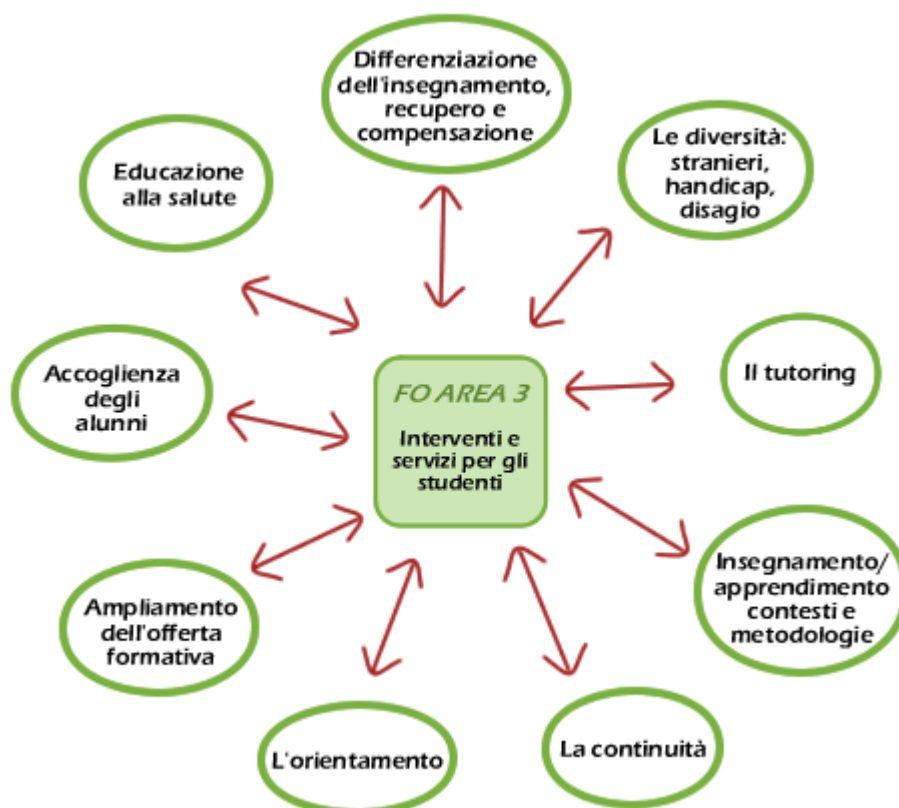 Differenziazione
dell'insegnamento,
recupero e
compensazione
Le diversità:
stranieri,
handicap,
disagio
Educazione
alla salute
Il tutoring
Accoglienza
degli
alunni
FO AREA 3
Interventi e
servizi per gli
studenti
Insegnamento/
apprendimento
contesti e
metodologie
Ampliamento
dell'offerta
formativa
La continuità
L'orientamento